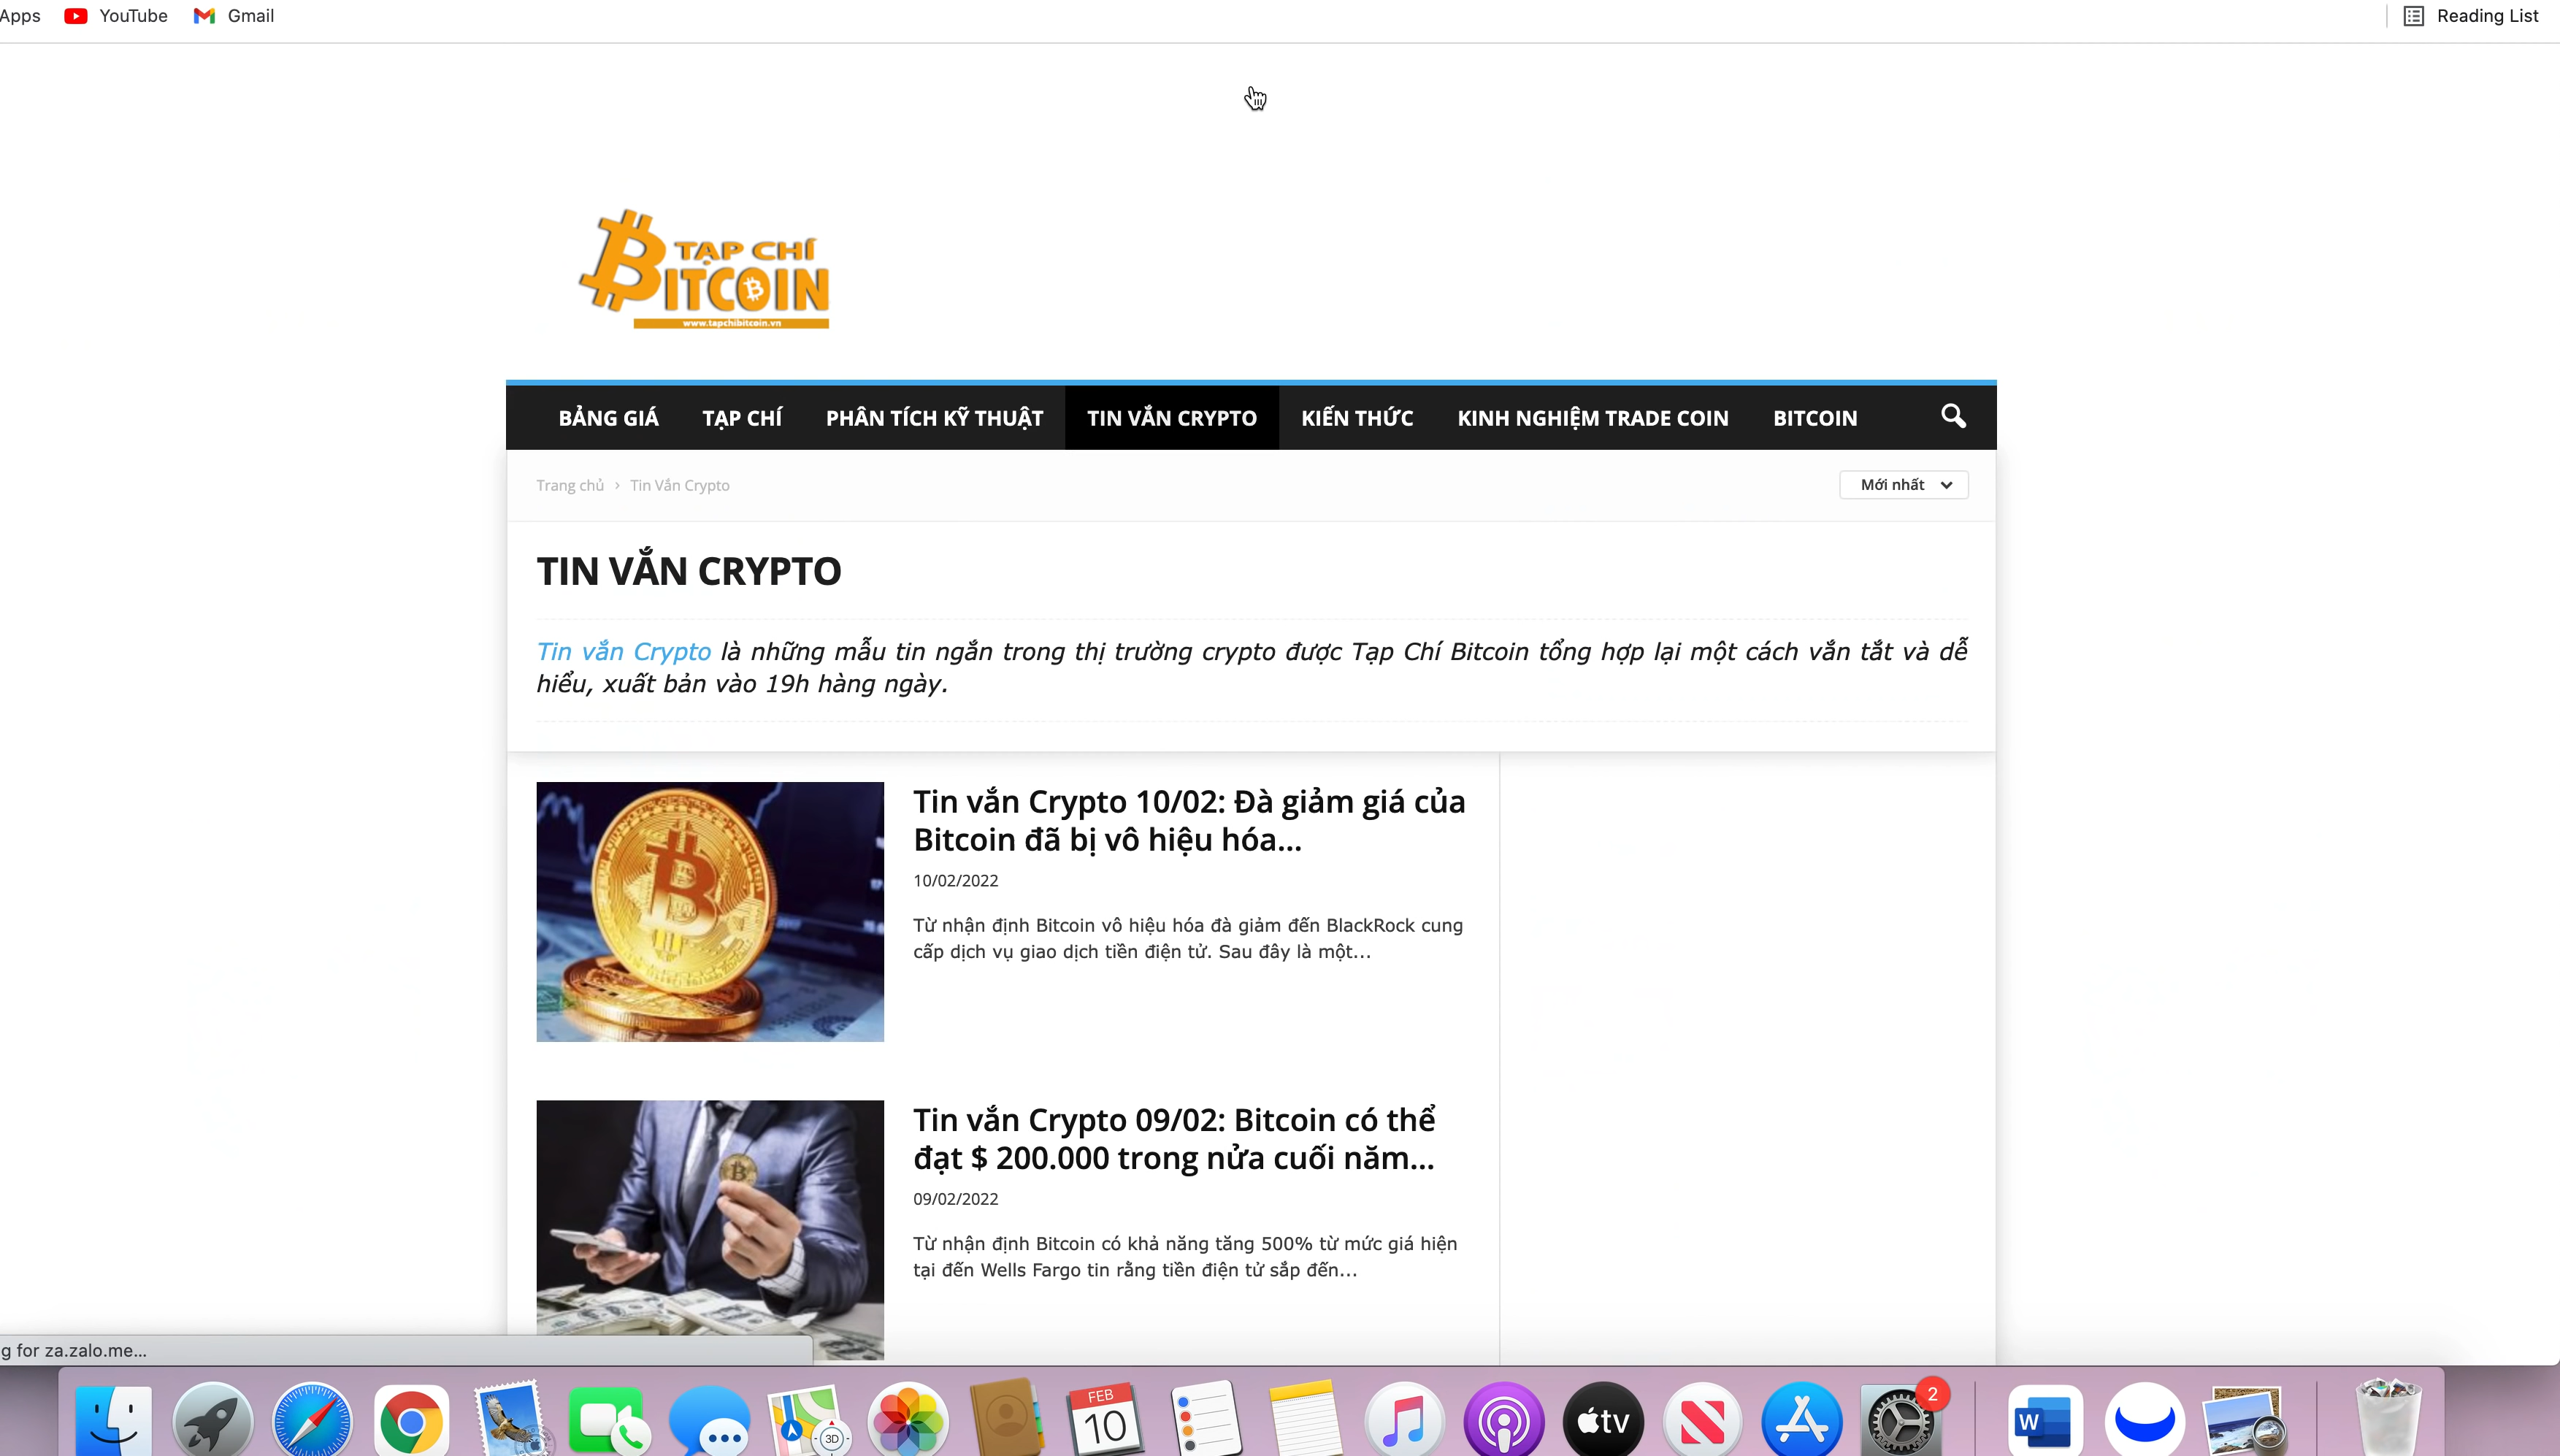 Apps YouTube Gmail Reading List
TẠP CHÍ
BITCOIN
www.tapchibitcoin.vn
BẢNG GIÁ TẠP CHÍ PHÂN TÍCH KỸ THUẬT TIN VẮN CRYPTO KIẾN THỨC KINH NGHIỆM TRADE COIN BITCOIN
Trang chủ › Tin Vắn Crypto Mới nhất
TIN VẮN CRYPTO
Tin vắn Crypto là những mẫu tin ngắn trong thị trường crypto được Tạp Chí Bitcoin tổng hợp lại một cách vắn tắt và dễ
hiểu, xuất bản vào 19h hàng ngày.
Tin vắn Crypto 10/02: Đà giảm giá của
Bitcoin đã bị vô hiệu hóa...
10/02/2022
Từ nhận định Bitcoin vô hiệu hóa đà giảm đến BlackRock cung
cấp dịch vụ giao dịch tiền điện tử. Sau đây là một...
Tin vắn Crypto 09/02: Bitcoin có thể
đạt $ 200.000 trong nửa cuối năm...
09/02/2022
Từ nhận định Bitcoin có khả năng tăng 500% từ mức giá hiện
tại đến Wells Fargo tin rằng tiền điện tử sắp đến...
g for za.zalo.me...
3D
FEB
10
tv
2
W